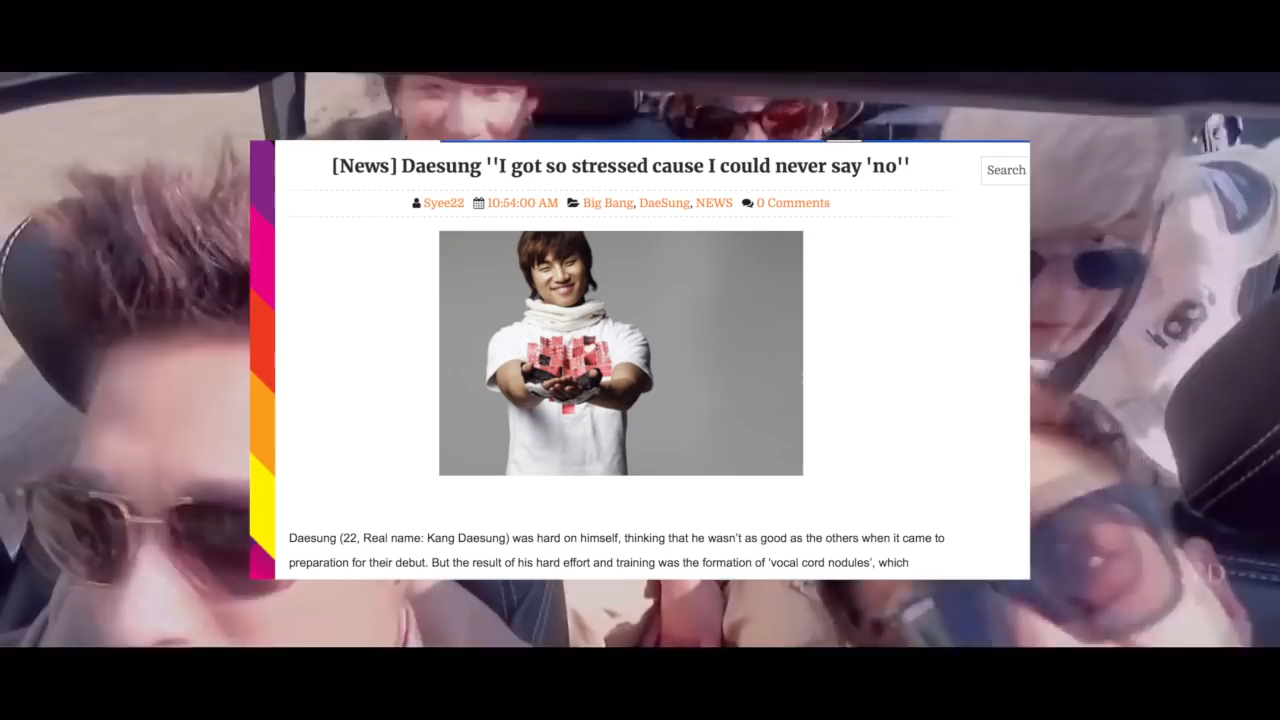 [News] Daesung ''I got so stressed cause I could never say 'no''
Search
Syee22 10:54:00 AM Big Bang, DaeSung, NEWS 0 Comments
Daesung (22, Real name: Kang Daesung) was hard on himself, thinking that he wasn't as good as the others when it came to
preparation for their debut. But the result of his hard effort and training was the formation of 'vocal cord nodules', which